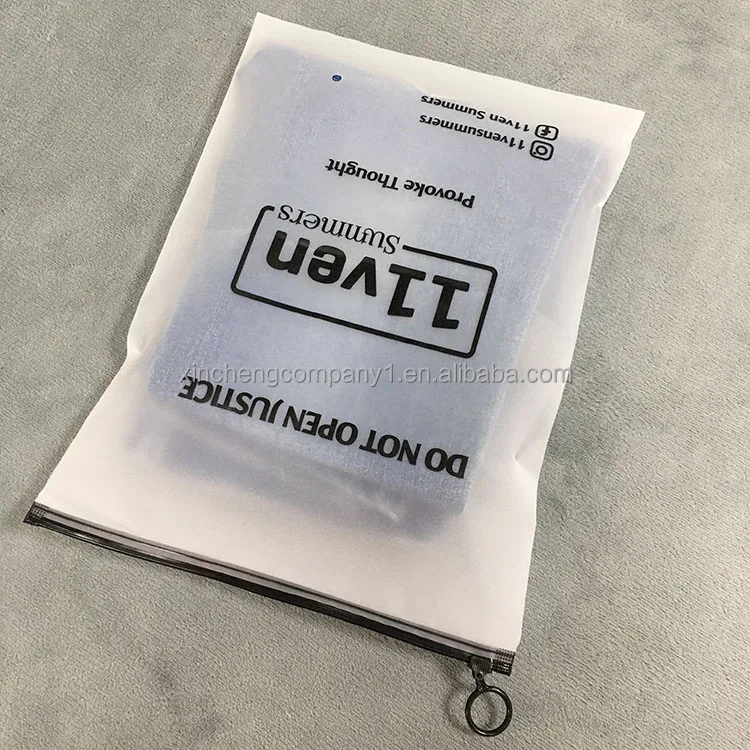 DO NOT OPEN JUSTICE
11ven
Summers
Provoke Thought
11vensummers
11ven Summers
xinchengcompany1.en.alibaba.com